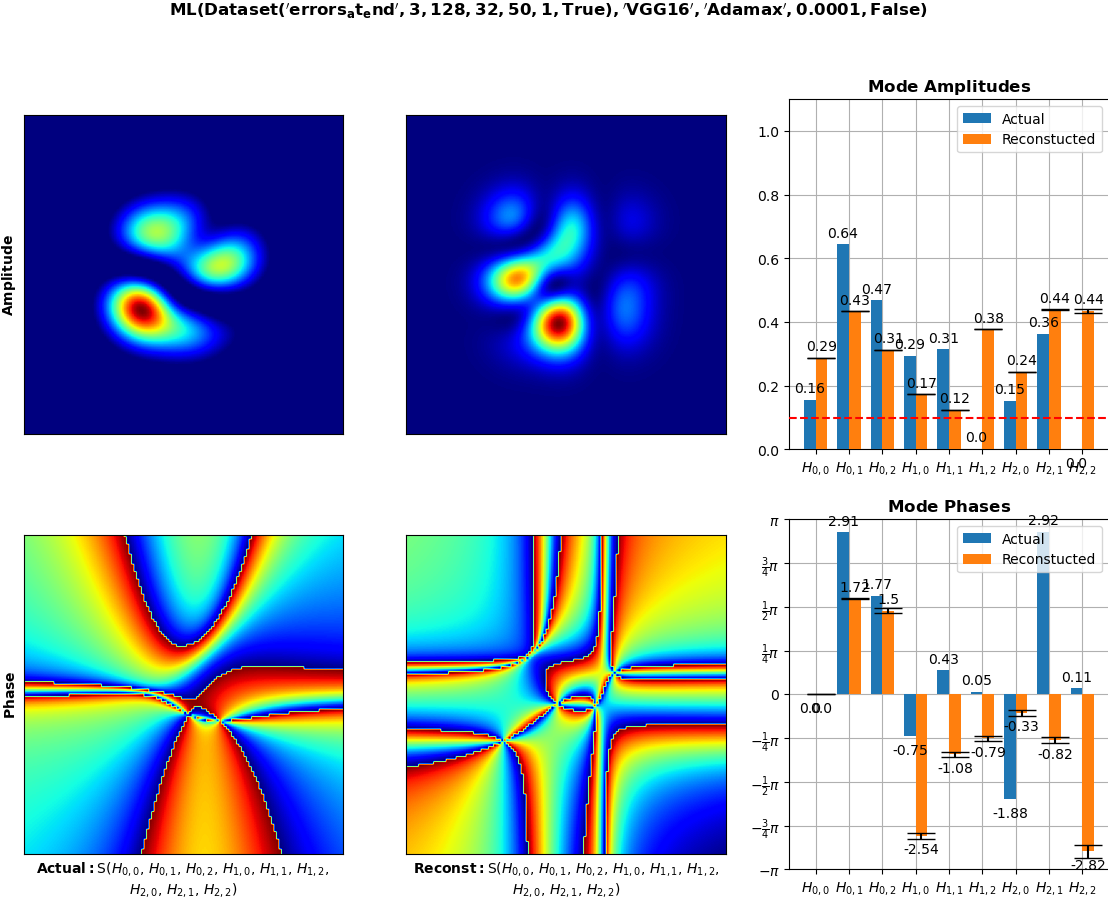 ML(Dataset('errors_at_end', 3, 128, 32, 50, 1, True), 'VGG16', 'Adamax', 0.0001, False)
Amplitude
Mode Amplitudes
Actual
Reconstucted
1.0
0.8
0.6
0.4
0.2
0.0
0.16
0.29
0.64
0.43
0.47
0.31
0.29
0.17
0.31
0.12
0.0
0.38
0.15
0.24
0.36
0.44
0.0
0.44
H0,0 H0,1 H0,2 H1,0 H1,1 H1,2 H2,0 H2,1 H2,2
Phase
Actual: S(H0,0, H0,1, H0,2, H1,0, H1,1, H1,2,
H2,0, H2,1, H2,2)
Reconst: S(H0,0, H0,1, H0,2, H1,0, H1,1, H1,2,
H2,0, H2,1, H2,2)
Mode Phases
Actual
Reconstucted
π
3/4π
1/2π
1/4π
0
−1/4π
−1/2π
−3/4π
−π
0.0
0.0
2.91
1.72
1.77
1.5
-0.75
-2.54
0.43
-1.08
0.05
-0.79
-1.88
-0.33
2.92
-0.82
0.11
-2.82
H0,0 H0,1 H0,2 H1,0 H1,1 H1,2 H2,0 H2,1 H2,2